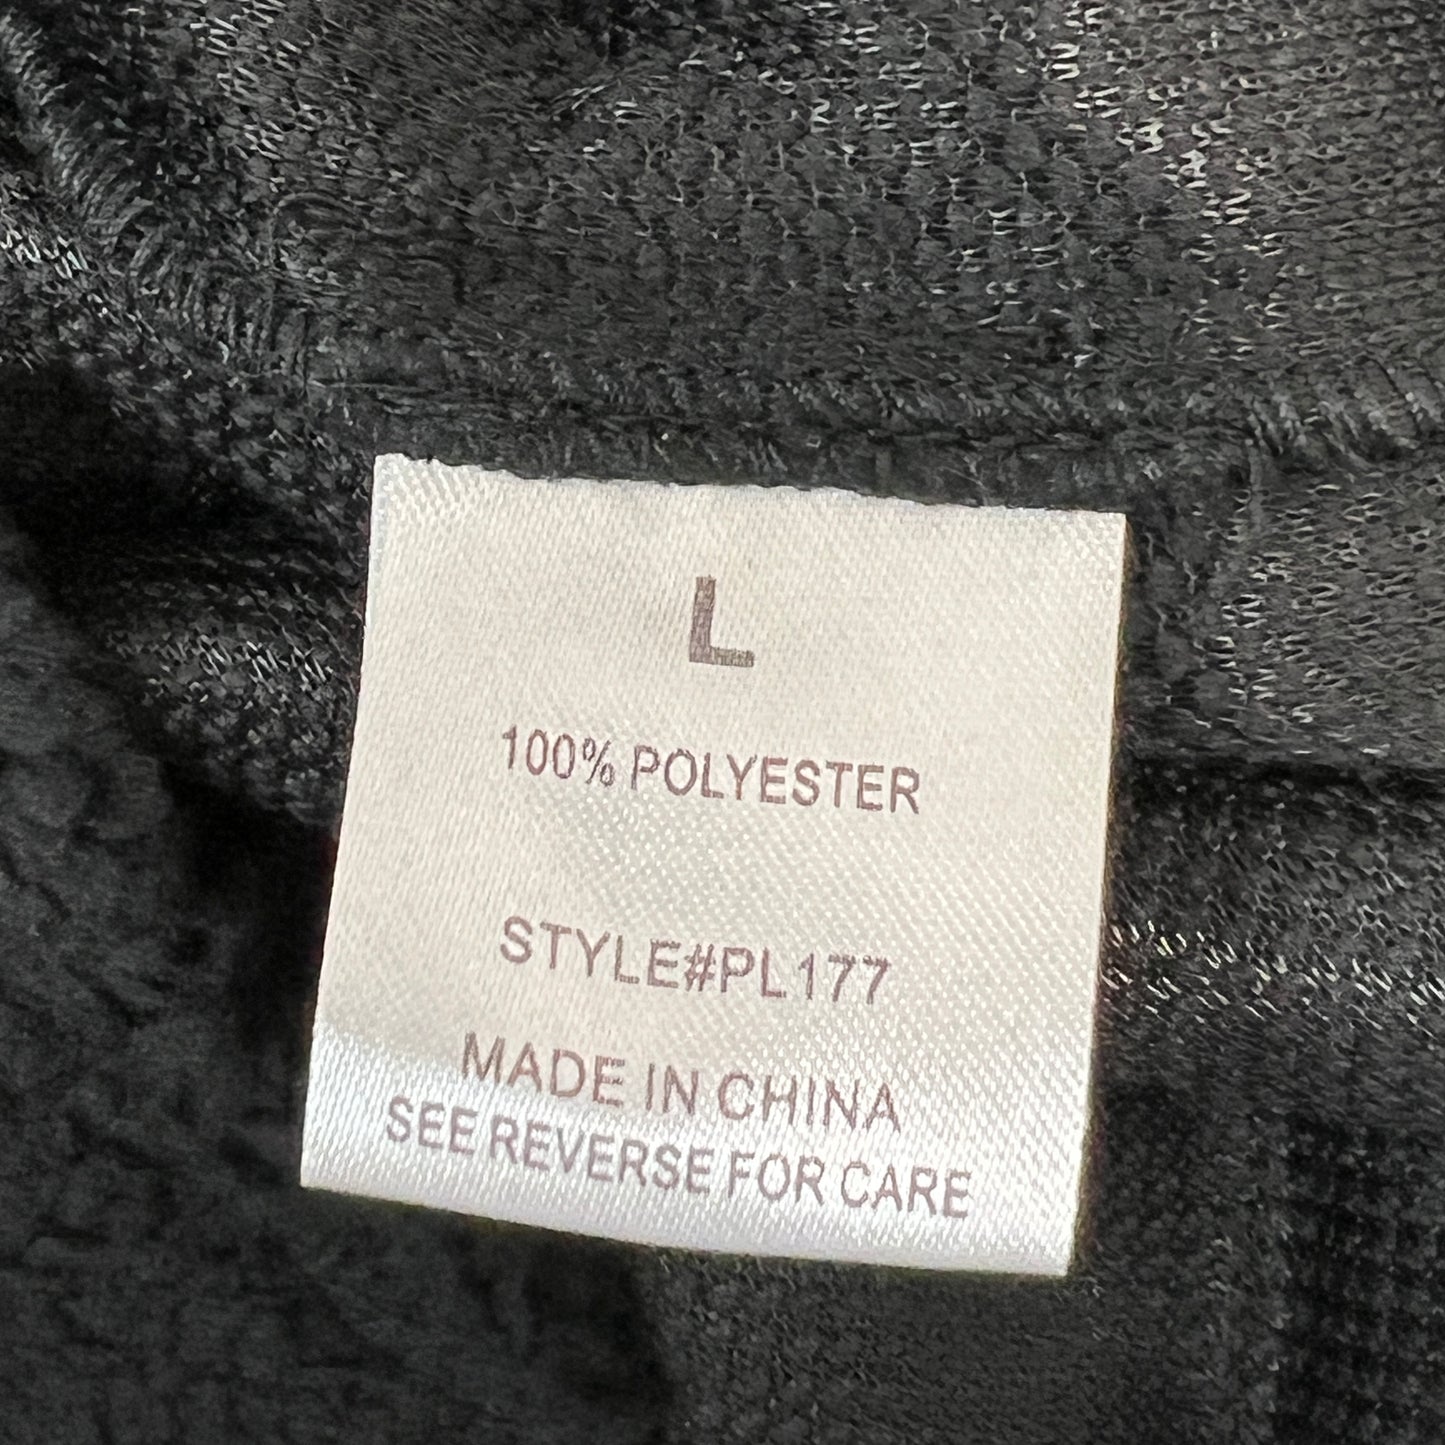 L
100% POLYESTER
STYLE#PL177
MADE IN CHINA
SEE REVERSE FOR CARE